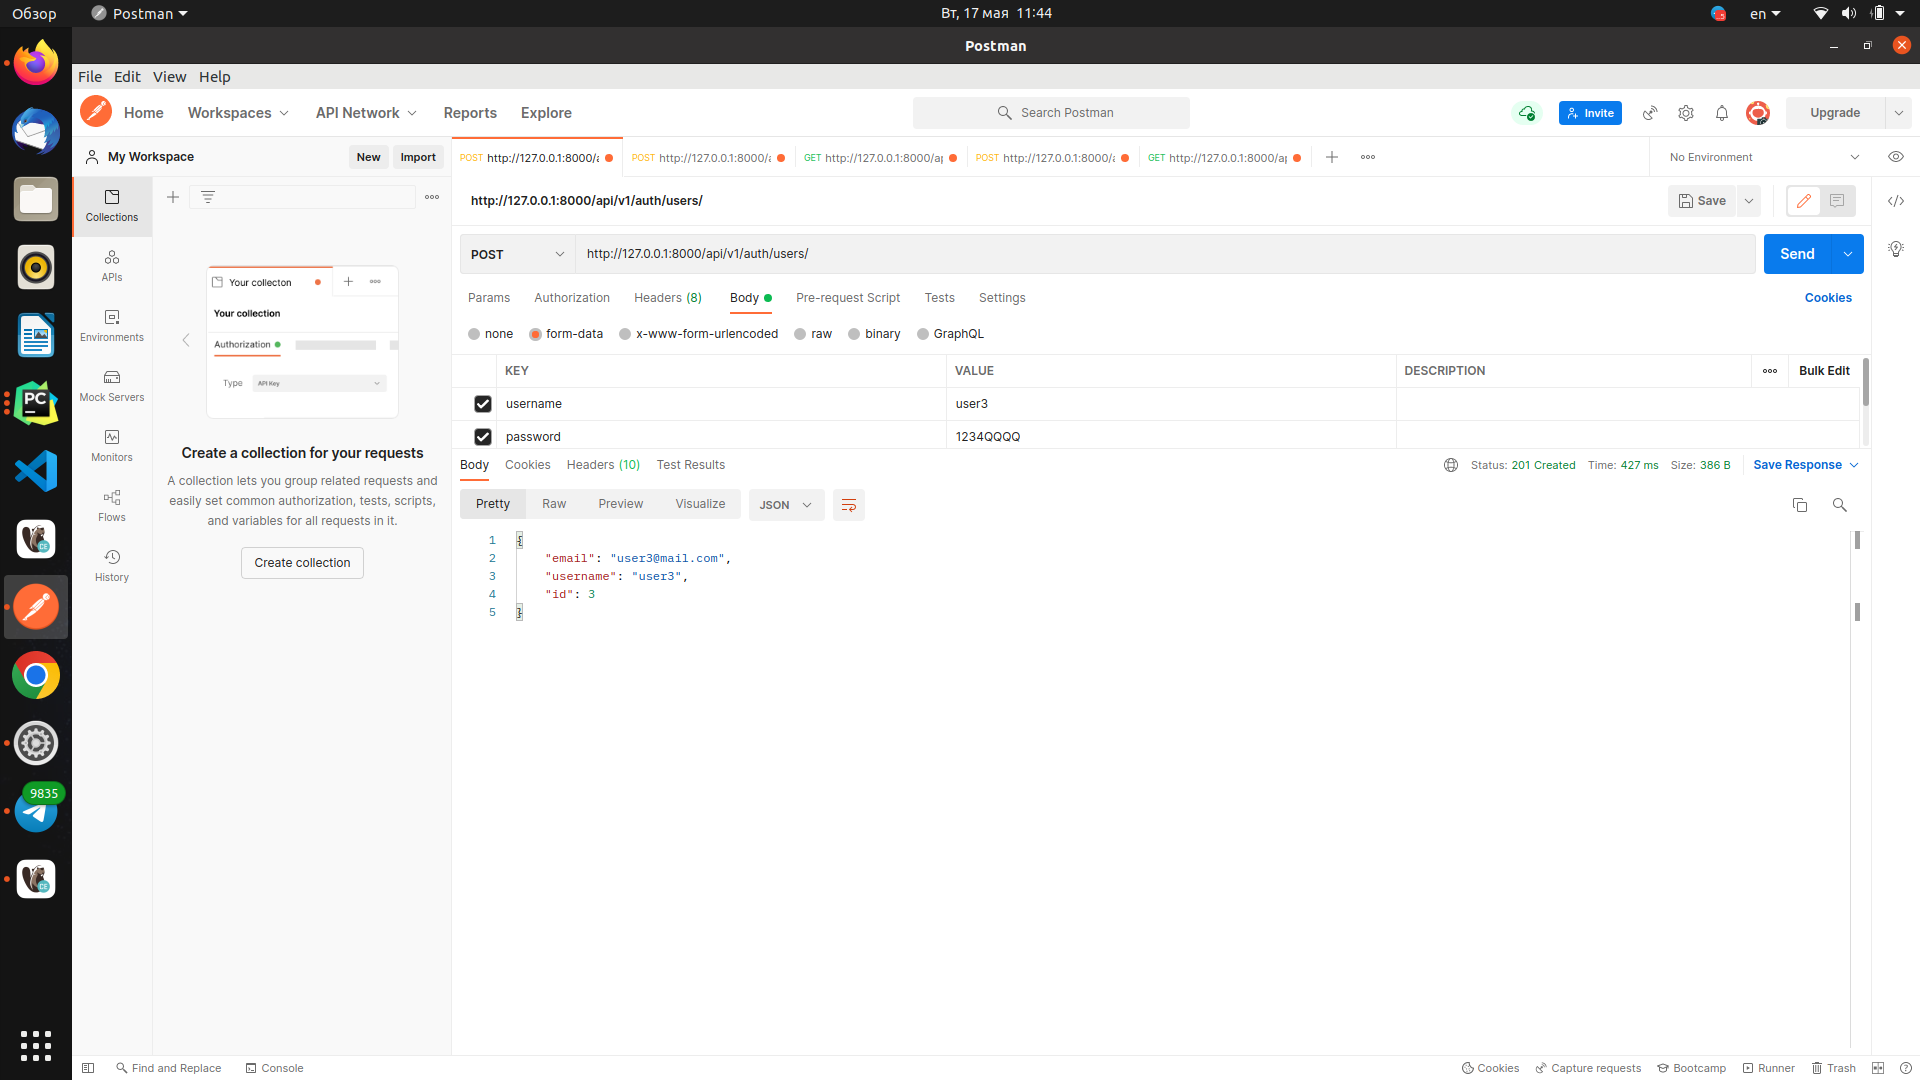 Обзор
Postman
Вт, 17 мая 11:44
en
Postman
File Edit View Help
Home Workspaces API Network Reports Explore
Search Postman
Invite
Upgrade
My Workspace
New Import
POST http://127.0.0.1:8000/a
POST http://127.0.0.1:8000/a
GET http://127.0.0.1:8000/ap
POST http://127.0.0.1:8000/a
GET http://127.0.0.1:8000/ap
No Environment
Collections
APIs
Environments
Mock Servers
Monitors
Flows
History
Your collecton
Your collection
Authorization
Type API Key
Create a collection for your requests
A collection lets you group related requests and
easily set common authorization, tests, scripts,
and variables for all requests in it.
Create collection
http://127.0.0.1:8000/api/v1/auth/users/
Save
POST http://127.0.0.1:8000/api/v1/auth/users/
Send
Params Authorization Headers (8) Body Pre-request Script Tests Settings
Cookies
none form-data x-www-form-urlencoded raw binary GraphQL
KEY VALUE DESCRIPTION Bulk Edit
username user3
password 1234QQQQ
Body Cookies Headers (10) Test Results
Status: 201 Created Time: 427 ms Size: 386 B Save Response
Pretty Raw Preview Visualize JSON
1 {
2 "email": "user3@mail.com",
3 "username": "user3",
4 "id": 3
5 }
PC
CE
9835
CE
Find and Replace Console
Cookies Capture requests Bootcamp Runner Trash